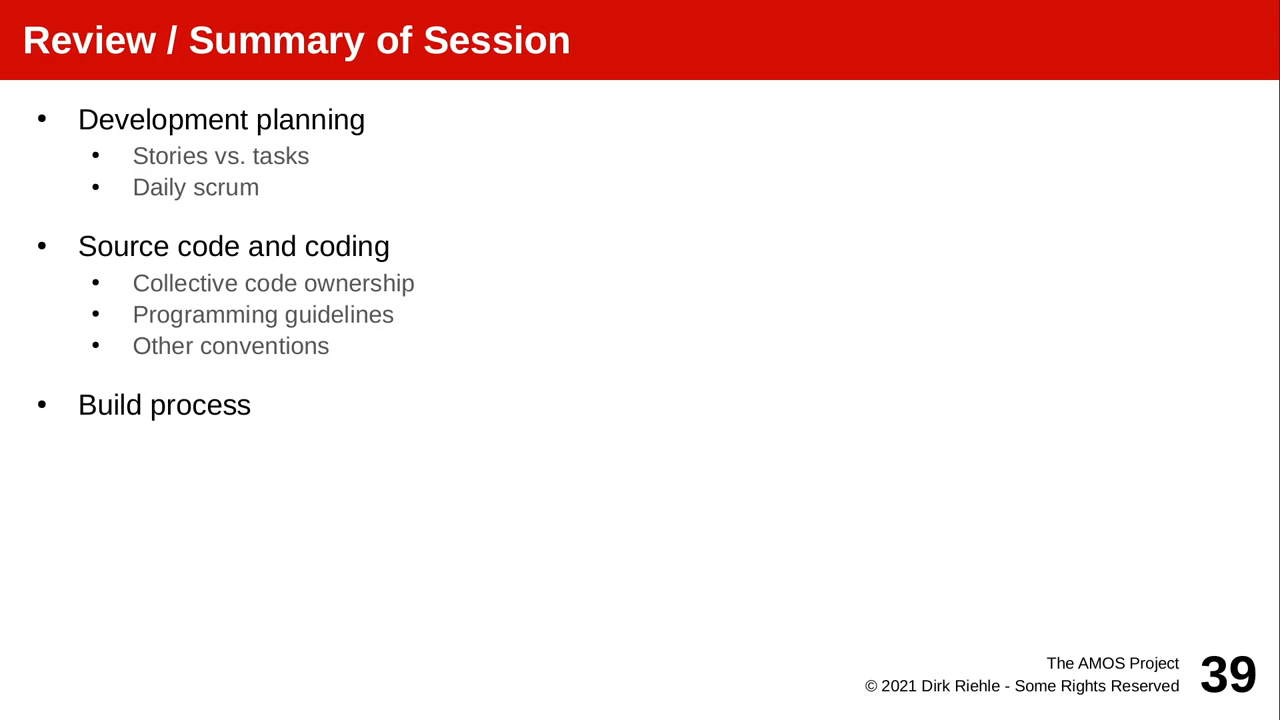 Review / Summary of Session
• Development planning
• Stories vs. tasks
• Daily scrum
• Source code and coding
• Collective code ownership
• Programming guidelines
• Other conventions
• Build process
The AMOS Project
© 2021 Dirk Riehle - Some Rights Reserved
39